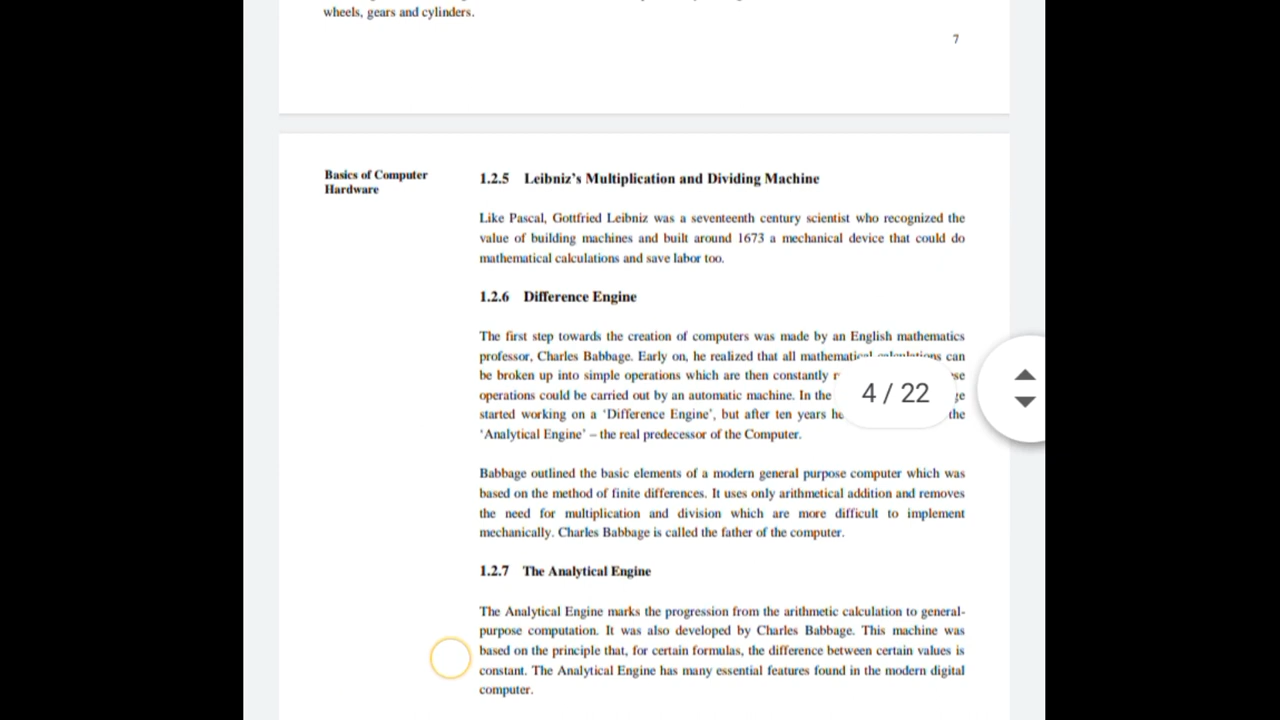 wheels, gears and cylinders.
7
Basics of Computer
Hardware
1.2.5 Leibniz's Multiplication and Dividing Machine
Like Pascal, Gottfried Leibniz was a seventeenth century scientist who recognized the
value of building machines and built around 1673 a mechanical device that could do
mathematical calculations and save labor too.
1.2.6 Difference Engine
The first step towards the creation of computers was made by an English mathematics
professor, Charles Babbage. Early on, he realized that all mathematical calculations can
be broken up into simple operations which are then constantly
operations could be carried out by an automatic machine. In the
started working on a ‘Difference Engine’, but after ten years he the
‘Analytical Engine’ – the real predecessor of the Computer.
4 / 22
Babbage outlined the basic elements of a modern general purpose computer which was
based on the method of finite differences. It uses only arithmetical addition and removes
the need for multiplication and division which are more difficult to implement
mechanically. Charles Babbage is called the father of the computer.
1.2.7 The Analytical Engine
The Analytical Engine marks the progression from the arithmetic calculation to general-
purpose computation. It was also developed by Charles Babbage. This machine was
based on the principle that, for certain formulas, the difference between certain values is
constant. The Analytical Engine has many essential features found in the modern digital
computer.